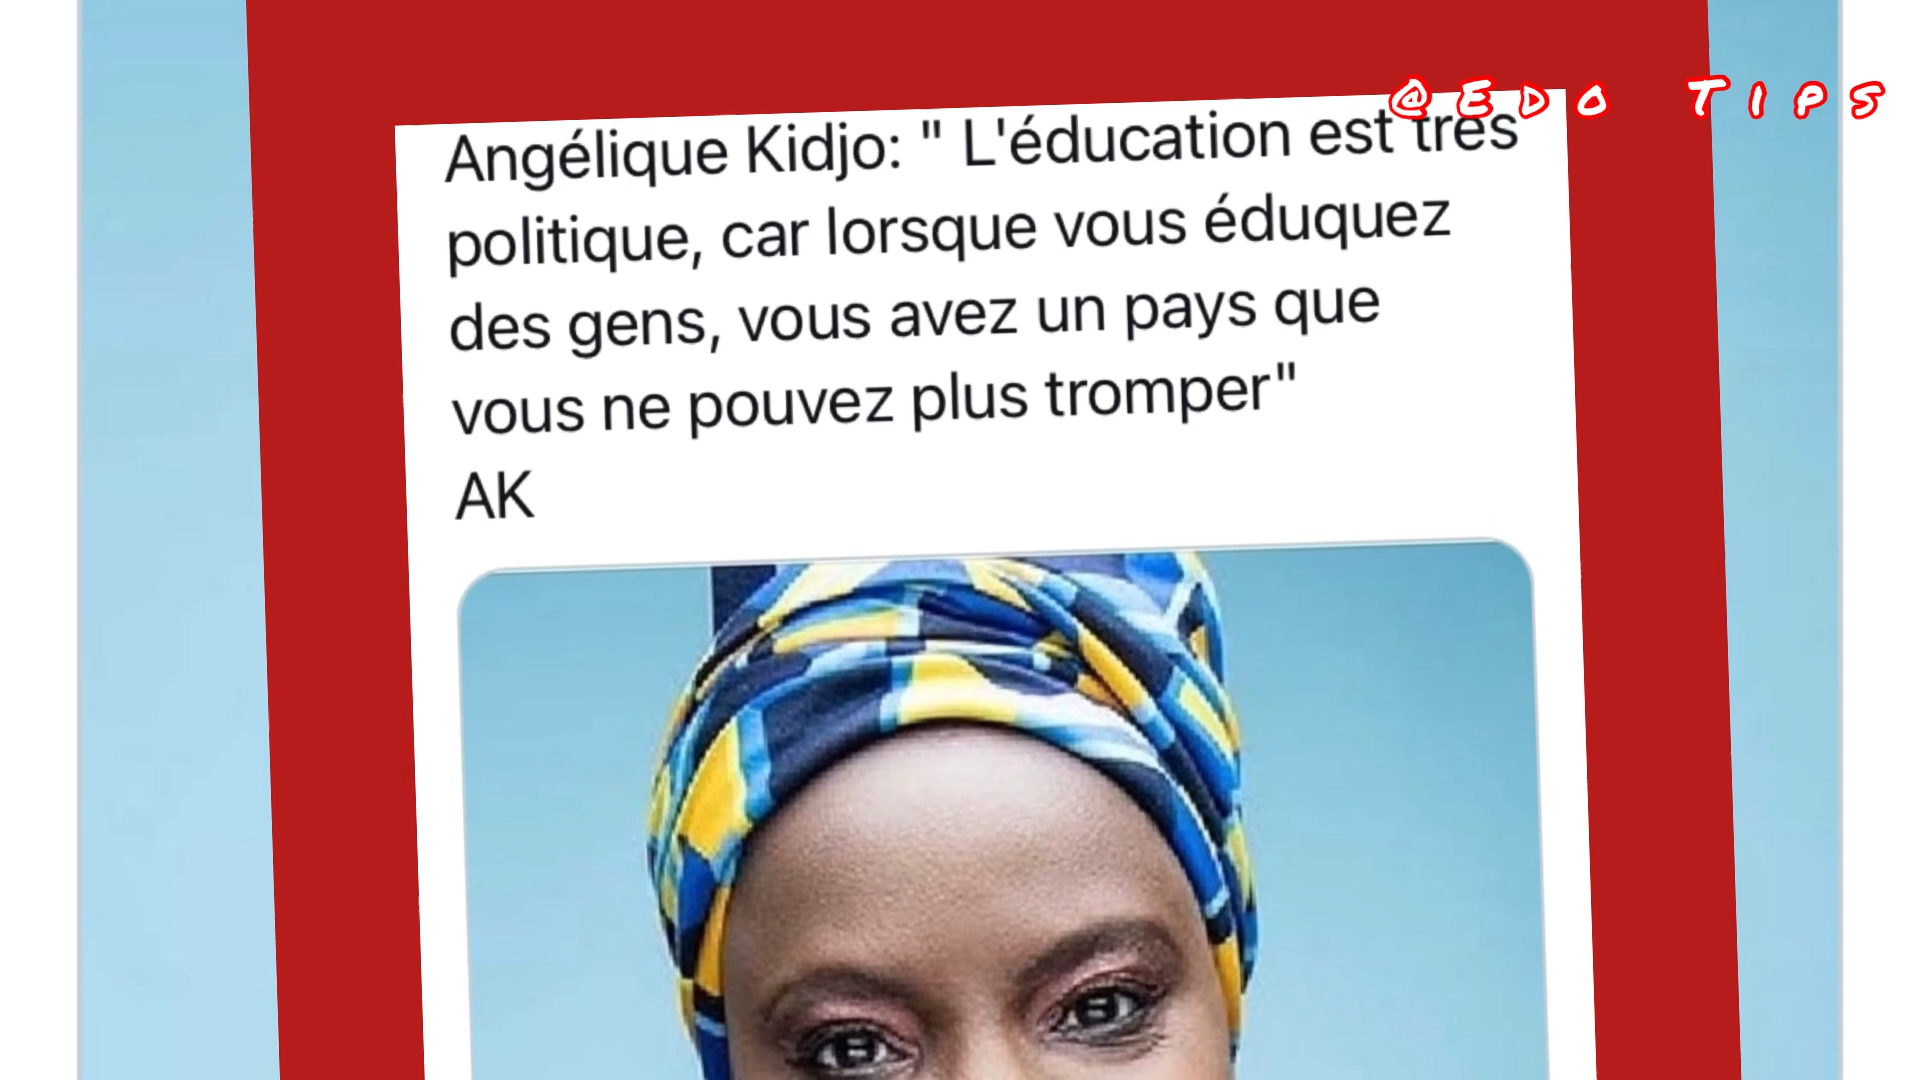 @EDO TIPS
Angélique Kidjo: " L'éducation est très
politique, car lorsque vous éduquez
des gens, vous avez un pays que
vous ne pouvez plus tromper"
AK